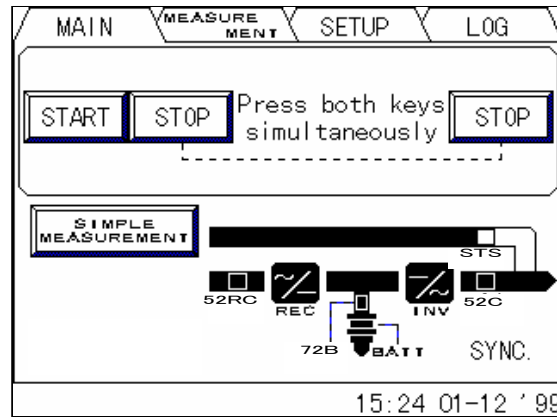 MAIN
MEASURE
MENT
SETUP
LOG
START
STOP
Press both keys
simultaneously
STOP
SIMPLE
MEASUREMENT
STS
52RC
REC
INV
52C
72B
BATT
SYNC.
15:24 01-12 '99